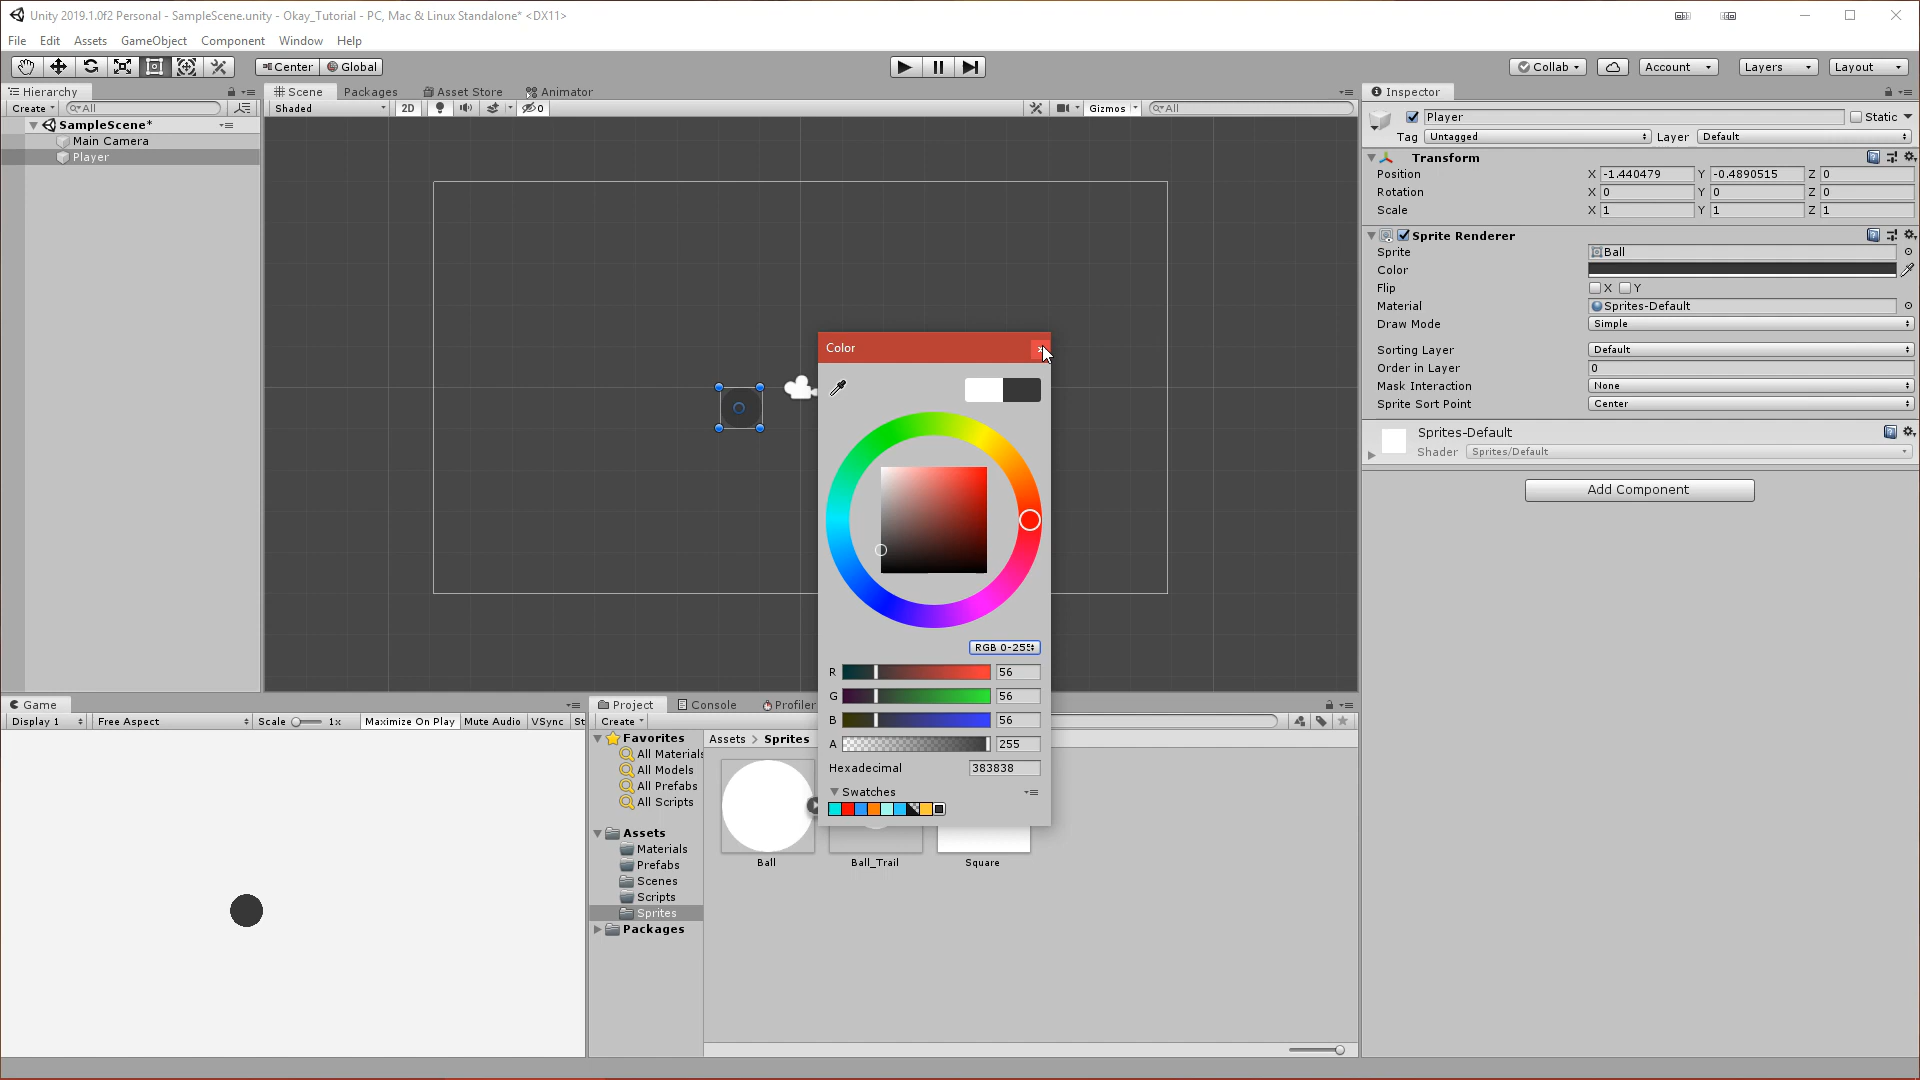 Unity 2019.1.0f2 Personal - SampleScene.unity - Okay_Tutorial - PC, Mac & Linux Standalone* <DX11>
File Edit Assets GameObject Component Window Help
Center Global Collab Account Layers Layout
Hierarchy Scene Packages Asset Store Animator Inspector
Create All Shaded 2D 0 Gizmos All
SampleScene*
Main Camera
Player
Player Static
Tag Untagged Layer Default
Transform
Position X -1.440479 Y -0.4890515 Z 0
Rotation X 0 Y 0 Z 0
Scale X 1 Y 1 Z 1
Sprite Renderer
Sprite Ball
Color
Flip X Y
Material Sprites-Default
Draw Mode Simple
Sorting Layer Default
Order in Layer 0
Mask Interaction None
Sprite Sort Point Center
Sprites-Default
Shader Sprites/Default
Add Component
Color
RGB 0-255
R 56
G 56
B 56
A 255
Hexadecimal 383838
Swatches
Game
Display 1 Free Aspect Scale 1x Maximize On Play Mute Audio VSync St
Project Console Profiler
Create
Favorites
All Materials
All Models
All Prefabs
All Scripts
Assets
Materials
Prefabs
Scenes
Scripts
Sprites
Packages
Assets > Sprites
Ball Ball_Trail Square